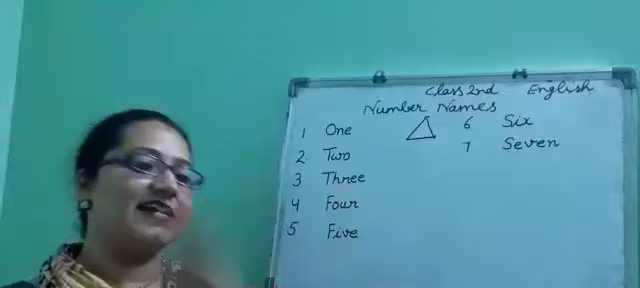 Class 2nd English
Number Names
1 One
2. Two
3 Three
4 Four
5 Five
6 Six
7 Seven